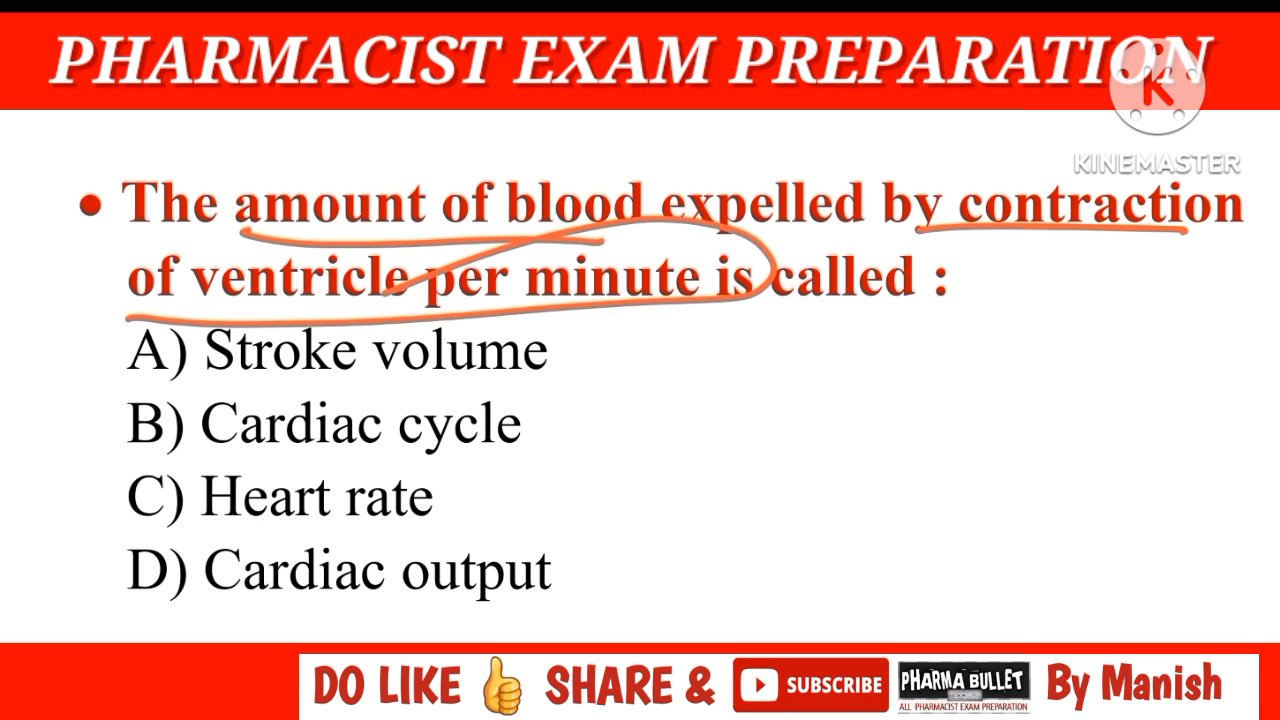 PHARMACIST EXAM PREPARATION
K
KINEMASTER
• The amount of blood expelled by contraction
of ventricle per minute is called :
A) Stroke volume
B) Cardiac cycle
C) Heart rate
D) Cardiac output
DO LIKE 👍 SHARE & SUBSCRIBE PHARMA BULLET By Manish
ALL PHARMACIST EXAM PREPARATION